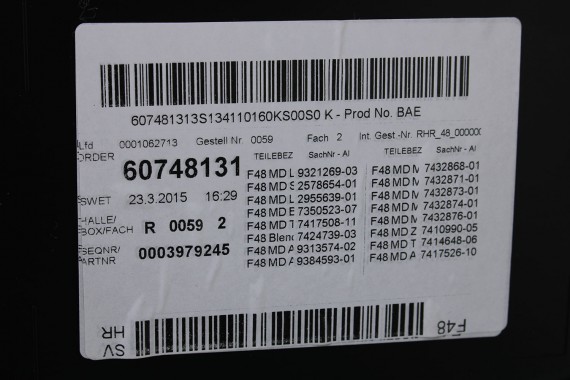 607481313S134110160KS00S0 K - Prod No. BAE
Lfd 0001062713 Gestell Nr. 0059 Fach 2 Int. Gest-Nr. RHR_48_00000
ORDER 60748131
TEILEBEZ SachNr - AI TEILEBEZ SachNr - AI
F48 MD L 9321269-03 F48 MD M 7432868-01
F48 MD S 2578654-01 F48 MD M 7432871-01
SWET 23.3.2015 16:29 F48 MD L 2955639-01 F48 MD M 7432873-01
F48 MD E 7350523-07 F48 MD M 7432874-01
HALLE/ BOX/FACH R 0059 2 F48 MD T 7417508-11 F48 MD M 7432876-01
F48 Blend 7424739-03 F48 MD Z 7410990-05
SEQNR/ PARTNR 0003979245 F48 MD A 9313574-02 F48 MD T 7414648-06
F48 MD A 9384593-01 F48 MD A 7417526-10
SV HR
F48